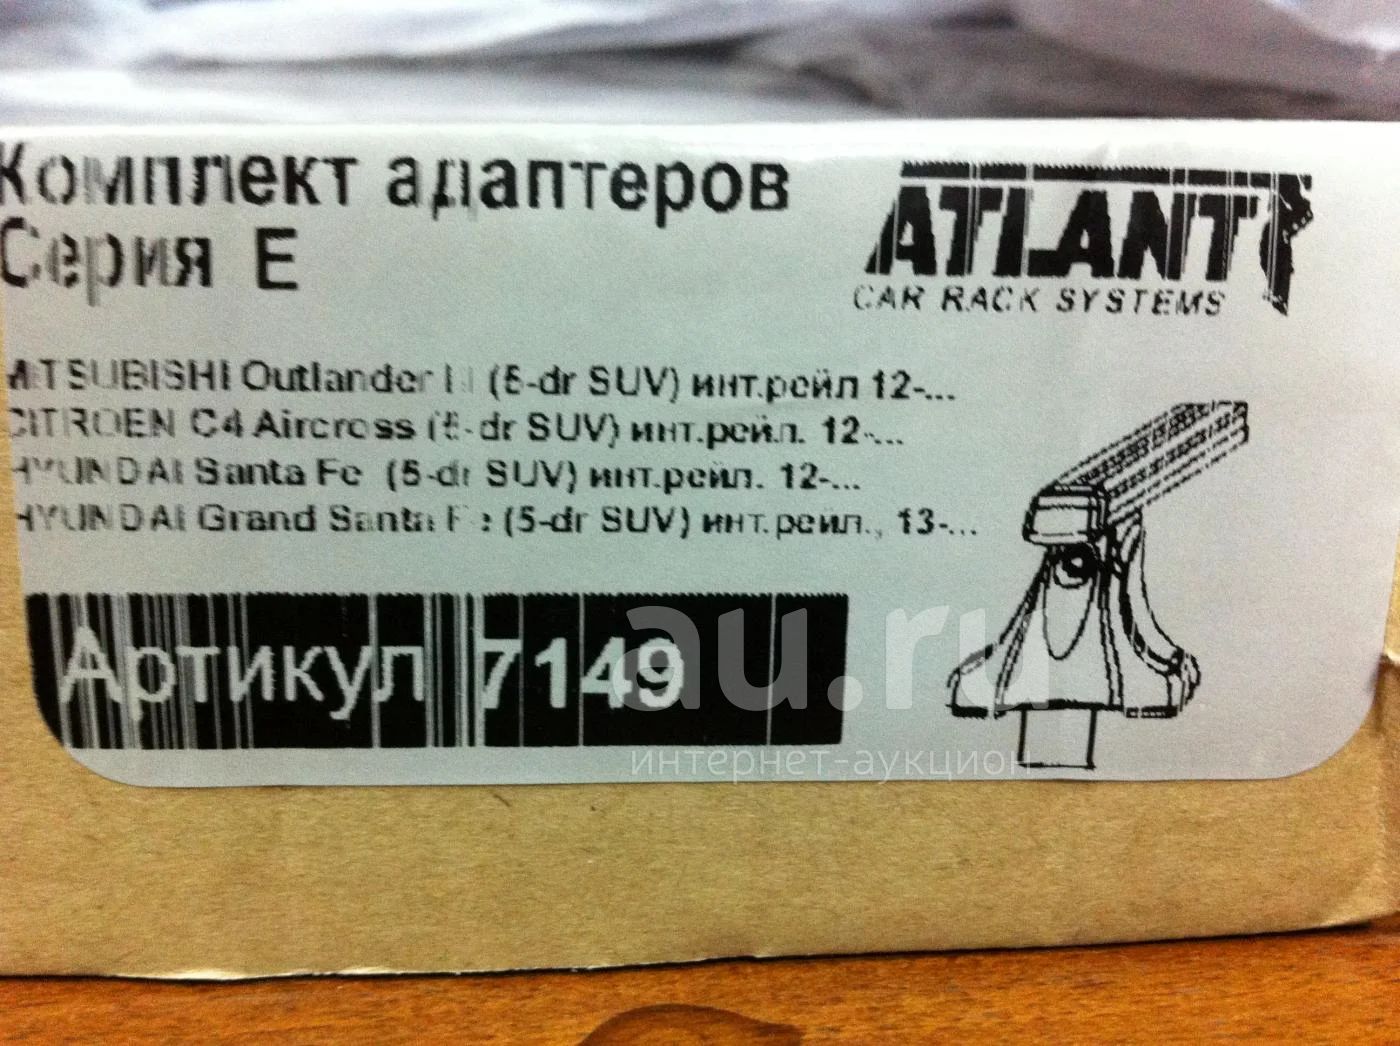 Комплект адаптеров
Серия E
ATLANT
CAR RACK SYSTEMS
MITSUBISHI Outlander III (5-dr SUV) инт.рейл 12-...
CITROEN C4 Aircross (5-dr SUV) инт.рейл. 12-...
HYUNDAI Santa Fe (5-dr SUV) инт.рейл. 12-...
HYUNDAI Grand Santa Fe (5-dr SUV) инт.рейл., 13-...
Артикул 7149
au.ru
интернет-аукцион